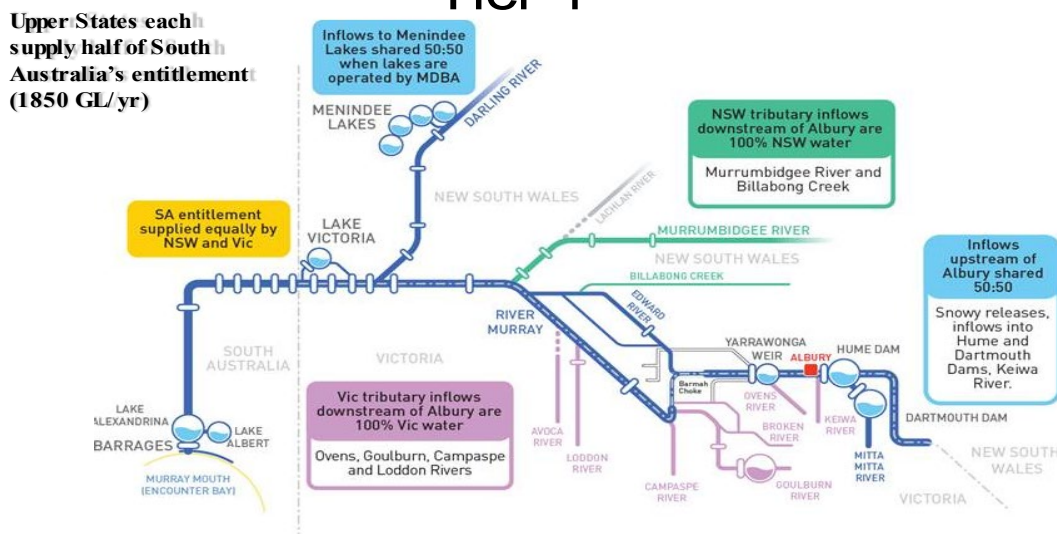 Tier 1
Upper States each
supply half of South
Australia's entitlement
(1850 GL/yr)
Inflows to Menindee
Lakes shared 50:50
when lakes are
operated by MDBA
MENINDEE
LAKES
DARLING RIVER
NSW tributary inflows
downstream of Albury are
100% NSW water
Murrumbidgee River and
Billabong Creek
NEW SOUTH WALES
LACHLAN RIVER
SA entitlement
supplied equally by
NSW and Vic
LAKE
VICTORIA
MURRUMBIDGEE RIVER
NEW SOUTH WALES
BILLABONG CREEK
Inflows
upstream of
Albury shared
50:50
Snowy releases,
inflows into
Hume and
Dartmouth
Dams, Keiwa
River.
EDWARD
RIVER
RIVER
MURRAY
SOUTH
AUSTRALIA
VICTORIA
YARRAWONGA
WEIR
ALBURY
HUME DAM
Barmah
Choke
Vic tributary inflows
downstream of Albury are
100% Vic water
Ovens, Goulburn, Campaspe
and Loddon Rivers
OVENS
RIVER
KEIWA
RIVER
DARTMOUTH DAM
LAKE
LEXANDRINA
LAKE
ALBERT
BARRAGES
AVOCA
RIVER
LODDON
RIVER
BROKEN
RIVER
MITTA
MITTA
RIVER
NEW SOUTH
WALES
MURRAY MOUTH
(ENCOUNTER BAY)
CAMPASPE
RIVER
GOULBURN
RIVER
VICTORIA